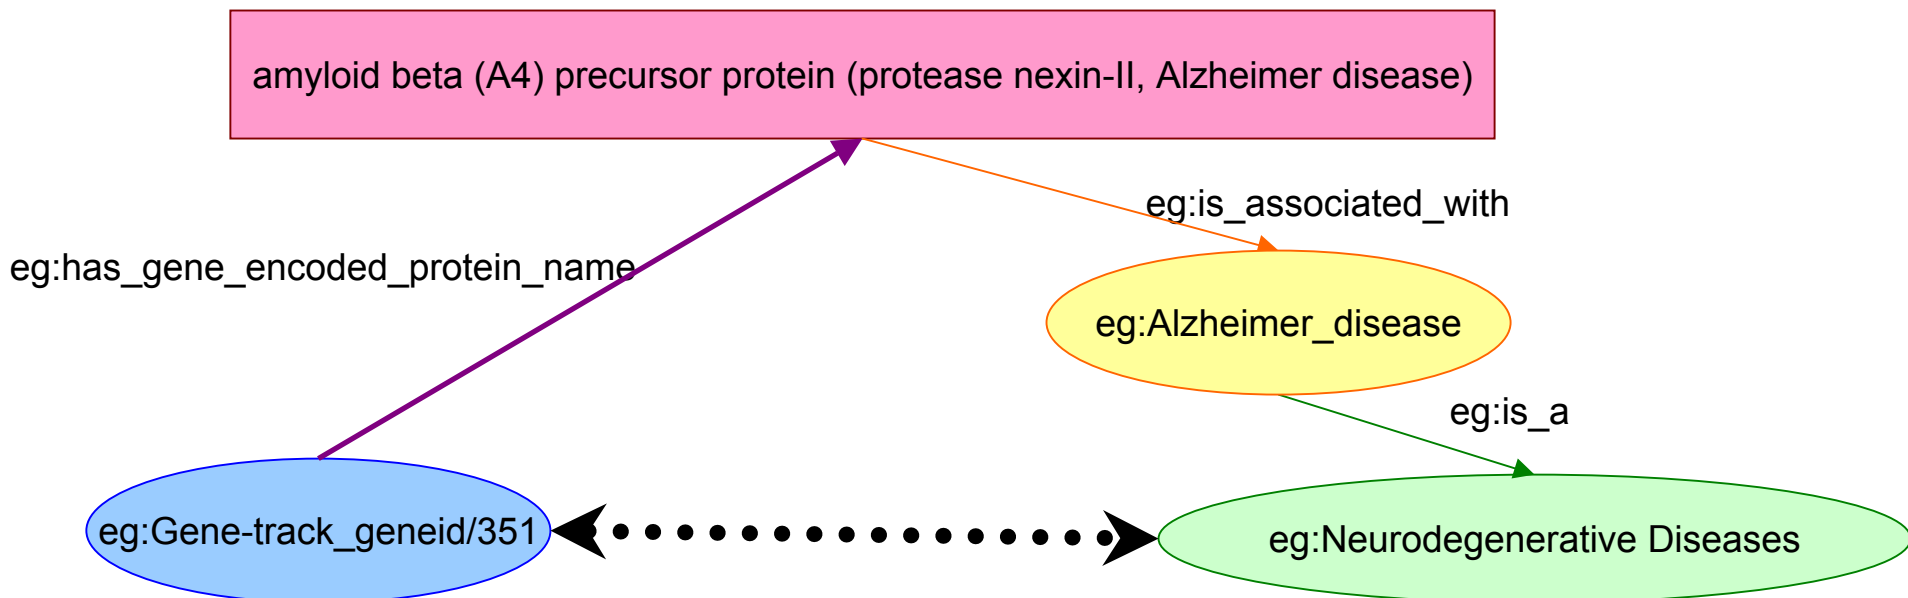 amyloid beta (A4) precursor protein (protease nexin-II, Alzheimer disease)
eg:is_associated_with
eg:has_gene_encoded_protein_name
eg:Alzheimer_disease
eg:is_a
eg:Gene-track_geneid/351
eg:Neurodegenerative Diseases